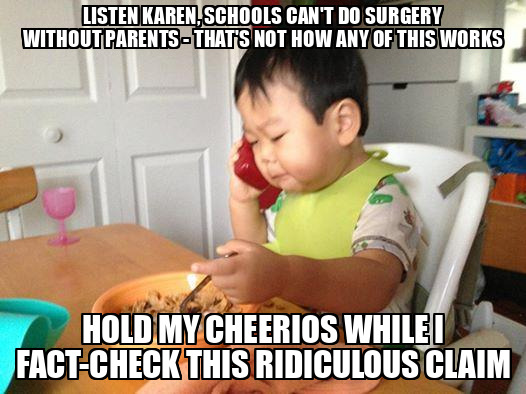 LISTEN KAREN, SCHOOLS CAN'T DO SURGERY
WITHOUT PARENTS - THAT'S NOT HOW ANY OF THIS WORKS
HOLD MY CHEERIOS WHILE I
FACT-CHECK THIS RIDICULOUS CLAIM